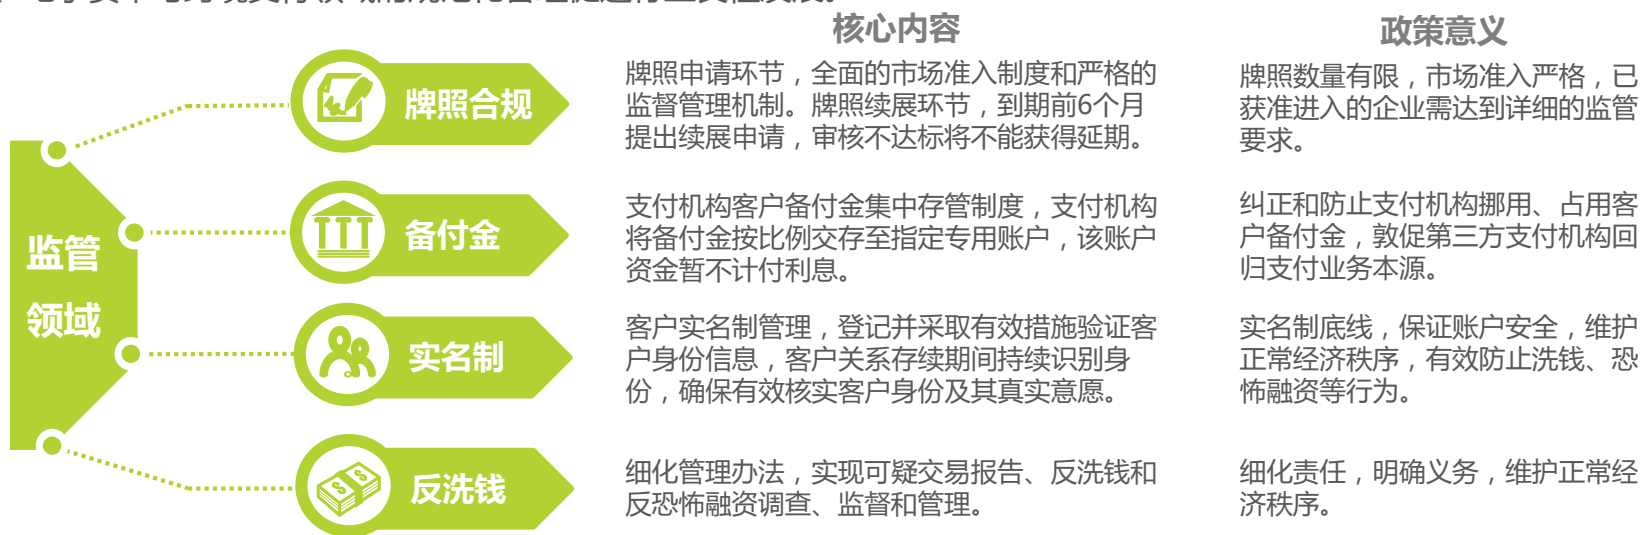 核心内容
政策意义
监管
领域
牌照合规
牌照申请环节，全面的市场准入制度和严格的
监督管理机制。牌照续展环节，到期前6个月
提出续展申请，审核不达标将不能获得延期。
牌照数量有限，市场准入严格，已
获准进入的企业需达到详细的监管
要求。
备付金
支付机构客户备付金集中存管制度，支付机构
将备付金按比例交存至指定专用账户，该账户
资金暂不计付利息。
纠正和防止支付机构挪用、占用客
户备付金，敦促第三方支付机构回
归支付业务本源。
实名制
客户实名制管理，登记并采取有效措施验证客
户身份信息，客户关系存续期间持续识别身
份，确保有效核实客户身份及其真实意愿。
实名制底线，保证账户安全，维护
正常经济秩序，有效防止洗钱、恐
怖融资等行为。
反洗钱
细化管理办法，实现可疑交易报告、反洗钱和
反恐怖融资调查、监督和管理。
细化责任，明确义务，维护正常经
济秩序。